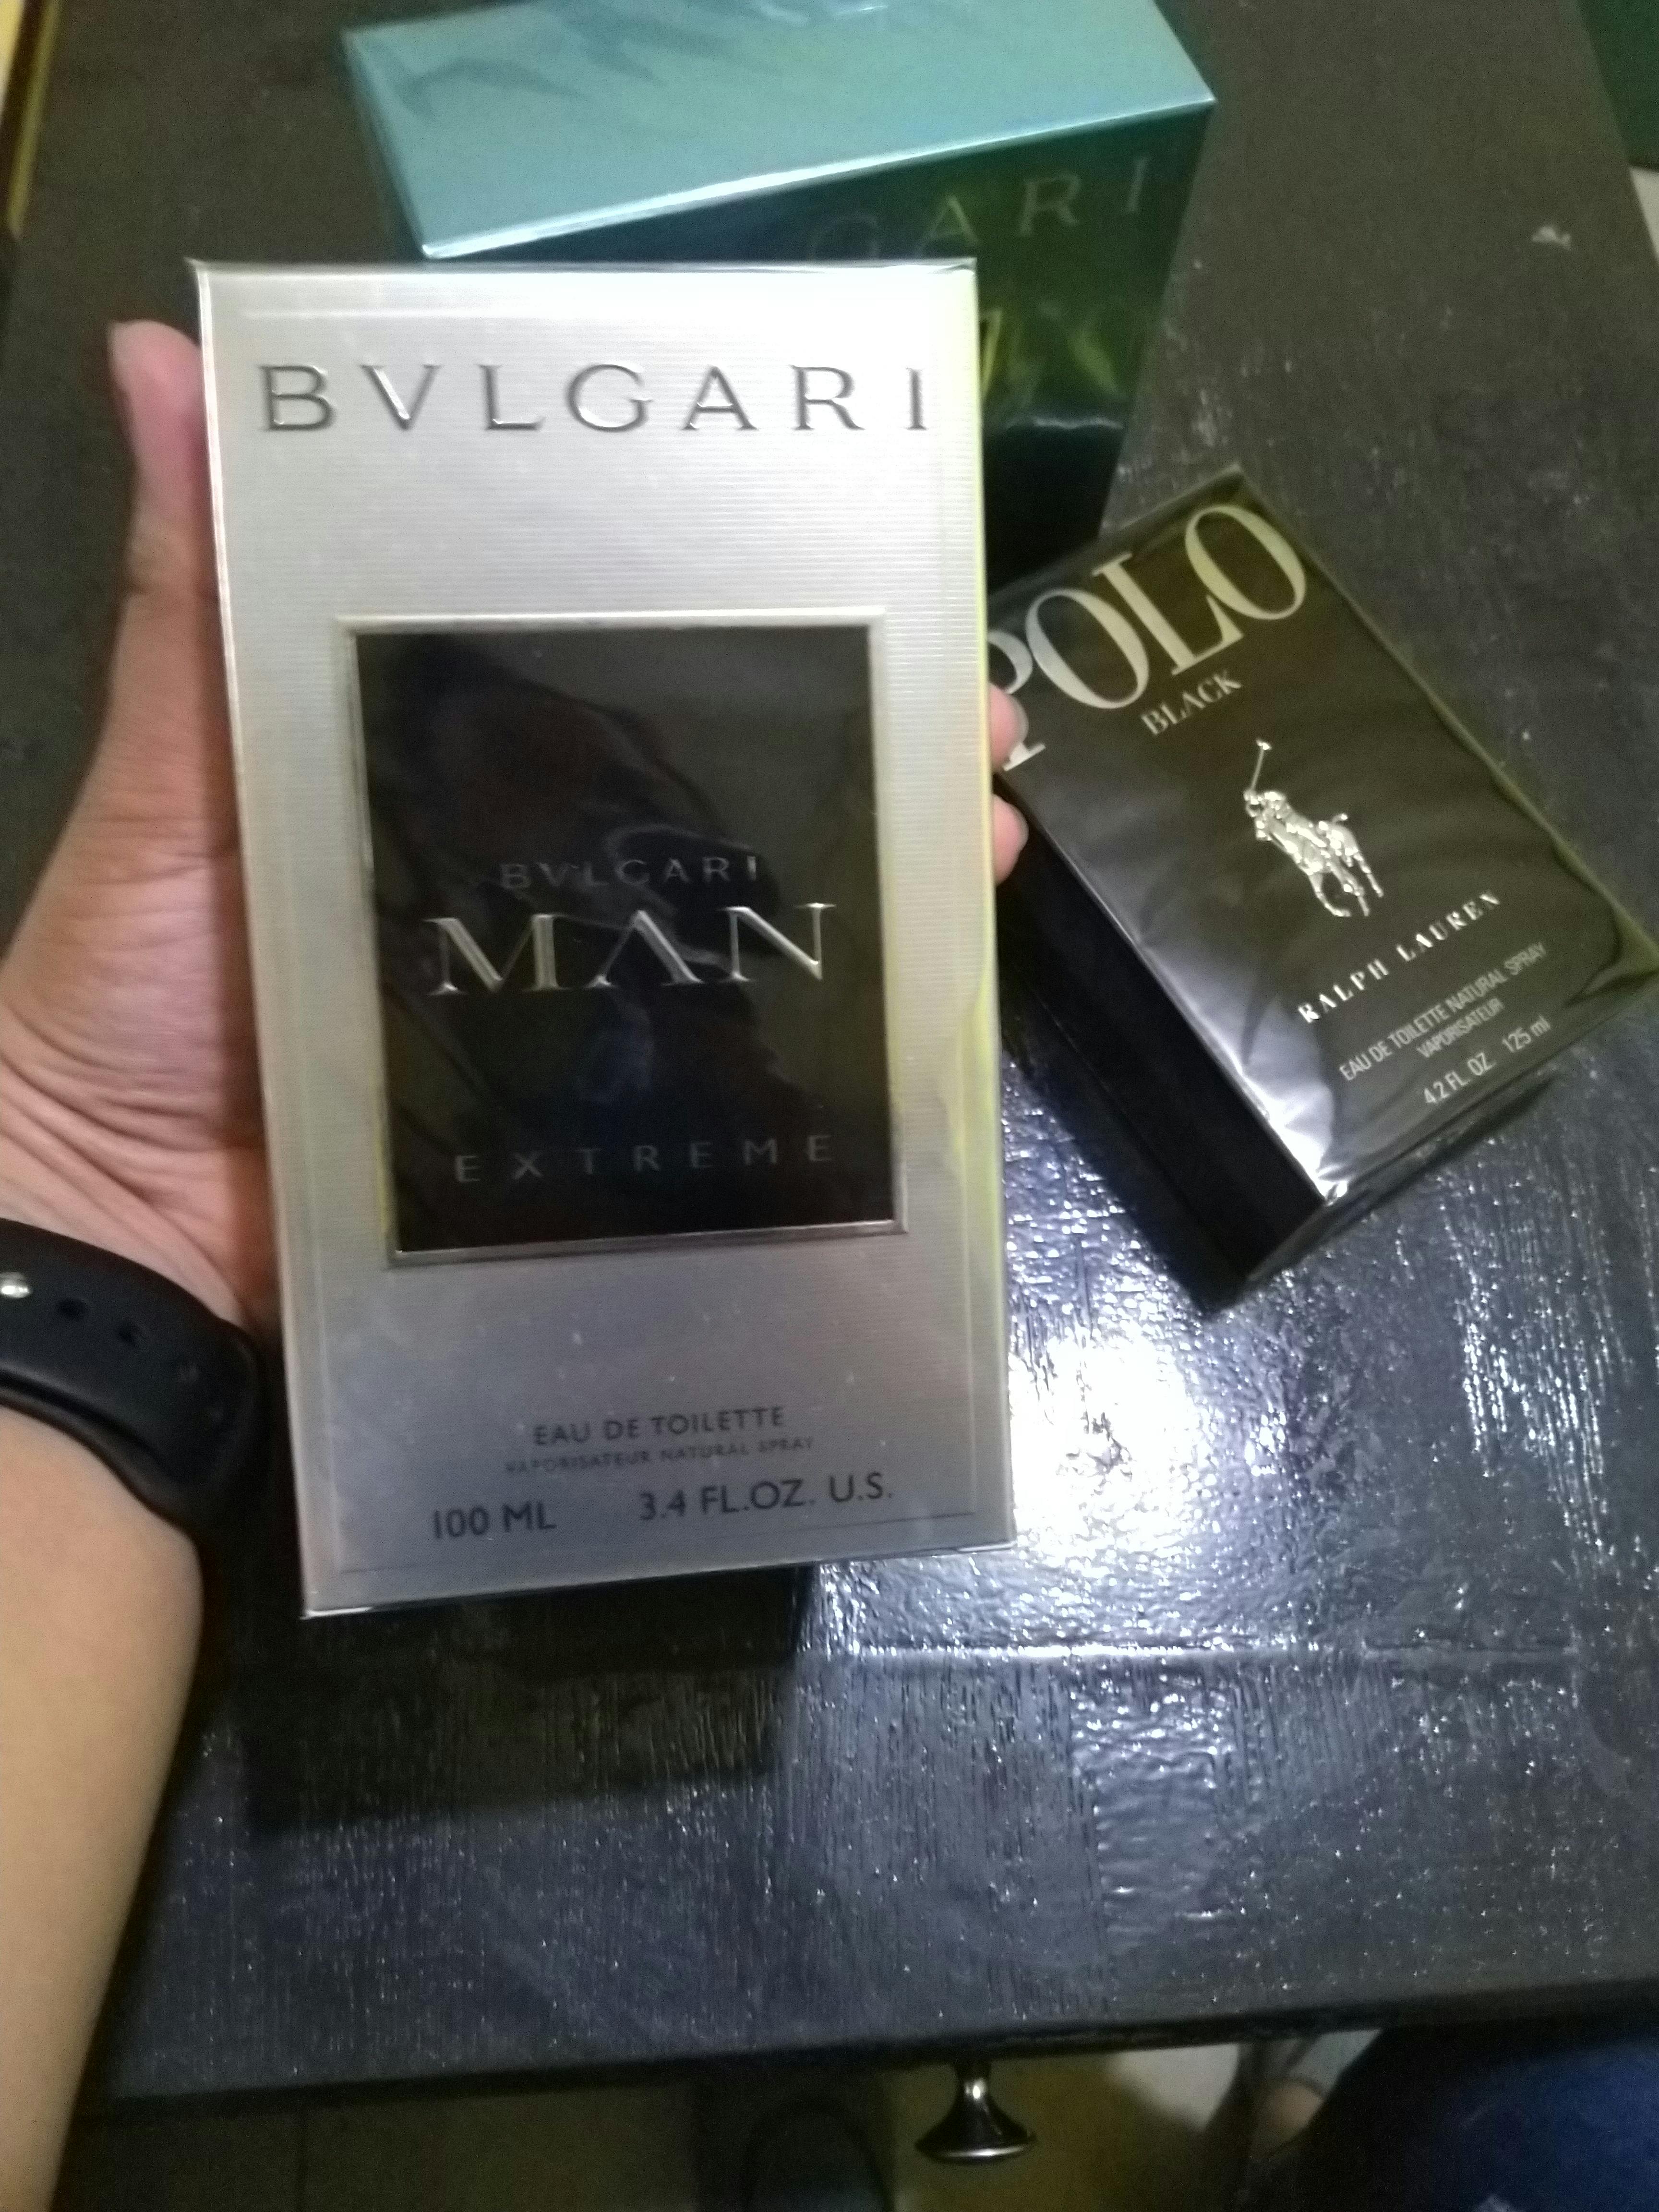 GARI
BVLGARI
BVLGARI
MAN
EXTREME
EAU DE TOILETTE
VAPORISATEUR NATURAL SPRAY
100 ML 3.4 FL.OZ. U.S.
POLO
BLACK
RALPH LAUREN
EAU DE TOILETTE NATURAL SPRAY
VAPORISATEUR
4.2 FL. OZ 125 ml